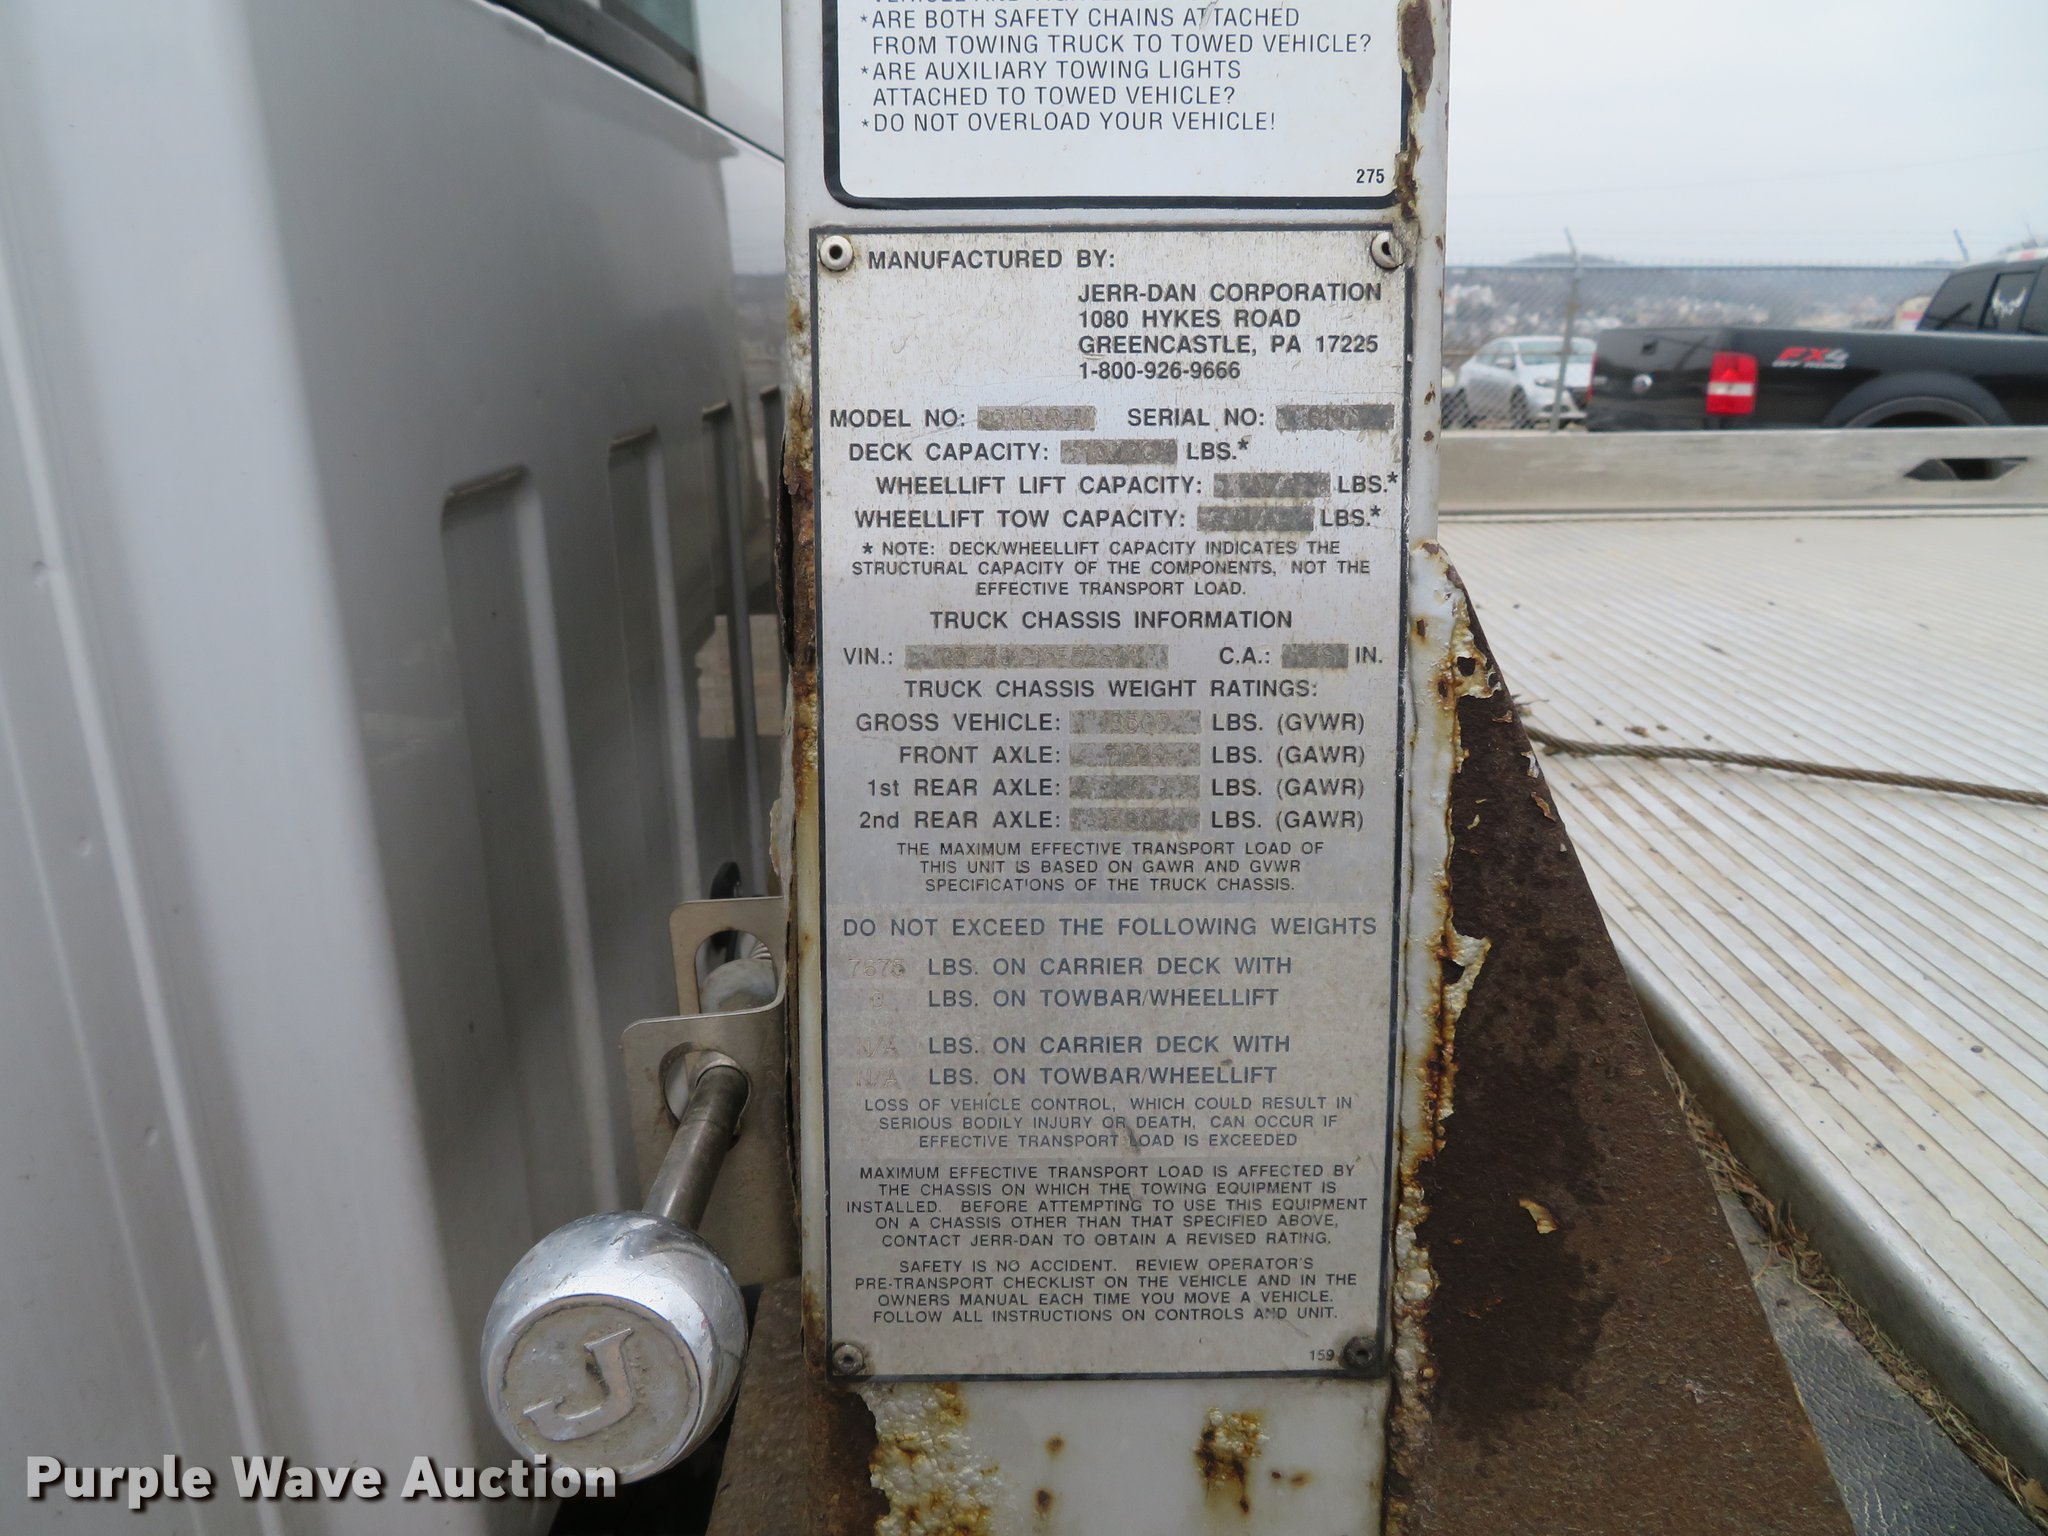 *ARE BOTH SAFETY CHAINS ATTACHED
FROM TOWING TRUCK TO TOWED VEHICLE?
*ARE AUXILIARY TOWING LIGHTS
ATTACHED TO TOWED VEHICLE?
*DO NOT OVERLOAD YOUR VEHICLE!
275
MANUFACTURED BY:
JERR-DAN CORPORATION
1080 HYKES ROAD
GREENCASTLE, PA 17225
1-800-926-9666
MODEL NO: SERIAL NO:
DECK CAPACITY: LBS.*
WHEELLIFT LIFT CAPACITY: LBS.*
WHEELLIFT TOW CAPACITY: LBS.*
* NOTE: DECK/WHEELLIFT CAPACITY INDICATES THE
STRUCTURAL CAPACITY OF THE COMPONENTS, NOT THE
EFFECTIVE TRANSPORT LOAD.
TRUCK CHASSIS INFORMATION
VIN.: C.A.: IN.
TRUCK CHASSIS WEIGHT RATINGS:
GROSS VEHICLE: LBS. (GVWR)
FRONT AXLE: LBS. (GAWR)
1st REAR AXLE: LBS. (GAWR)
2nd REAR AXLE: LBS. (GAWR)
THE MAXIMUM EFFECTIVE TRANSPORT LOAD OF
THIS UNIT IS BASED ON GAWR AND GVWR
SPECIFICATIONS OF THE TRUCK CHASSIS.
DO NOT EXCEED THE FOLLOWING WEIGHTS
LBS. ON CARRIER DECK WITH
LBS. ON TOWBAR/WHEELLIFT
N/A LBS. ON CARRIER DECK WITH
N/A LBS. ON TOWBAR/WHEELLIFT
LOSS OF VEHICLE CONTROL, WHICH COULD RESULT IN
SERIOUS BODILY INJURY OR DEATH, CAN OCCUR IF
EFFECTIVE TRANSPORT LOAD IS EXCEEDED
MAXIMUM EFFECTIVE TRANSPORT LOAD IS AFFECTED BY
THE CHASSIS ON WHICH THE TOWING EQUIPMENT IS
INSTALLED. BEFORE ATTEMPTING TO USE THIS EQUIPMENT
ON A CHASSIS OTHER THAN THAT SPECIFIED ABOVE,
CONTACT JERR-DAN TO OBTAIN A REVISED RATING.
SAFETY IS NO ACCIDENT. REVIEW OPERATOR'S
PRE-TRANSPORT CHECKLIST ON THE VEHICLE AND IN THE
OWNERS MANUAL EACH TIME YOU MOVE A VEHICLE.
FOLLOW ALL INSTRUCTIONS ON CONTROLS AND UNIT.
159
FX4
J
Purple Wave Auction